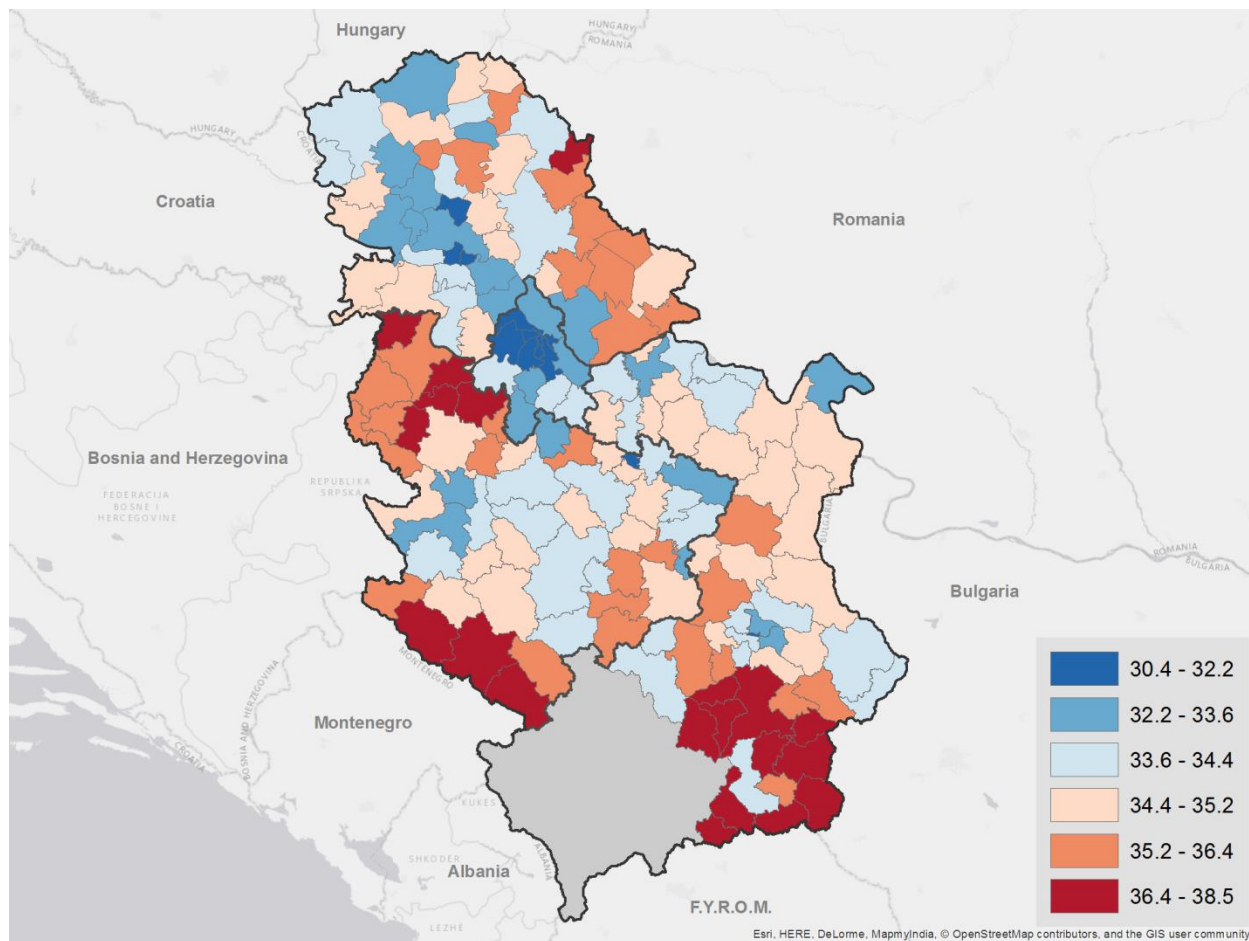 Hungary
HUNGARY
ROMANIA
HUNGARY
CROATIA
Croatia
Romania
Bosnia and Herzegovina
REPUBLIKA
SRPSKA
FEDERACIJA
BOSNE I
HERCEGOVINE
BULGARIA
ROMANIA
BULGARIA
Bulgaria
MONTENEGRO
BOSNIA AND HERZEGOVINA
CROATIA
Montenegro
KUKES
SHKODER
ALBANIA
Albania
LEZHE
F.Y.R.O.M.
30.4 - 32.2
32.2 - 33.6
33.6 - 34.4
34.4 - 35.2
35.2 - 36.4
36.4 - 38.5
Esri, HERE, DeLorme, MapmyIndia, © OpenStreetMap contributors, and the GIS user community